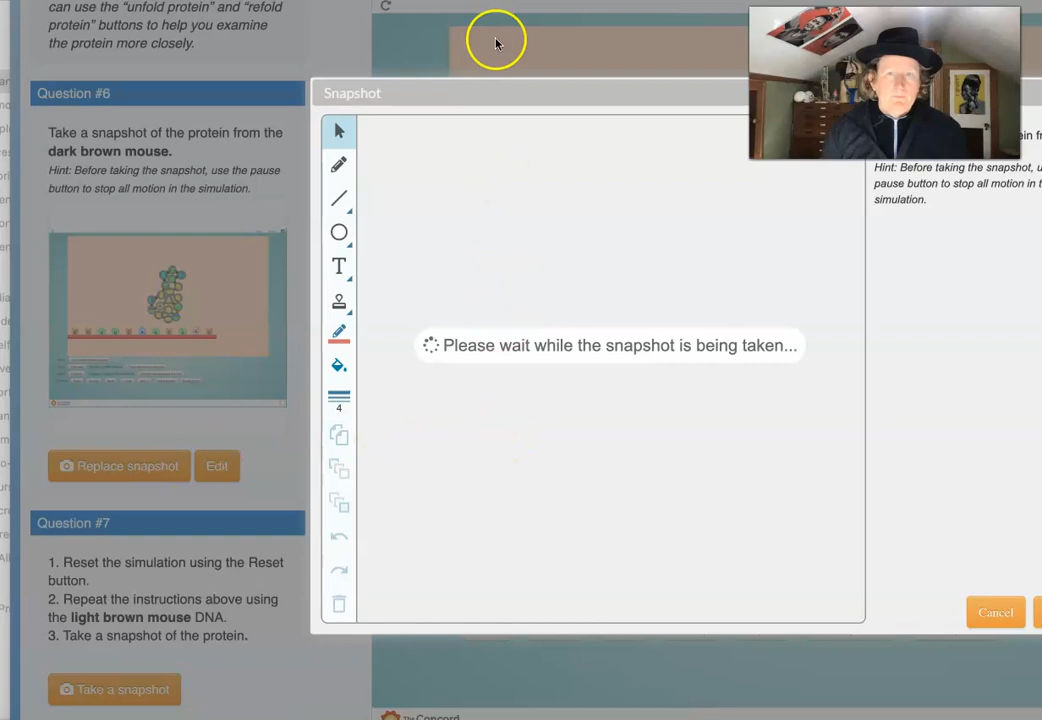 can use the “unfold protein” and “refold
protein” buttons to help you examine
the protein more closely.
Question #6
Take a snapshot of the protein from the
dark brown mouse.
Hint: Before taking the snapshot, use the pause
button to stop all motion in the simulation.
Replace snapshot
Edit
Question #7
1. Reset the simulation using the Reset
button.
2. Repeat the instructions above using
the light brown mouse DNA.
3. Take a snapshot of the protein.
Take a snapshot
Snapshot
T
4
Please wait while the snapshot is being taken...
Hint: Before taking the snapshot, u
pause button to stop all motion in t
simulation.
Cancel
The Concord